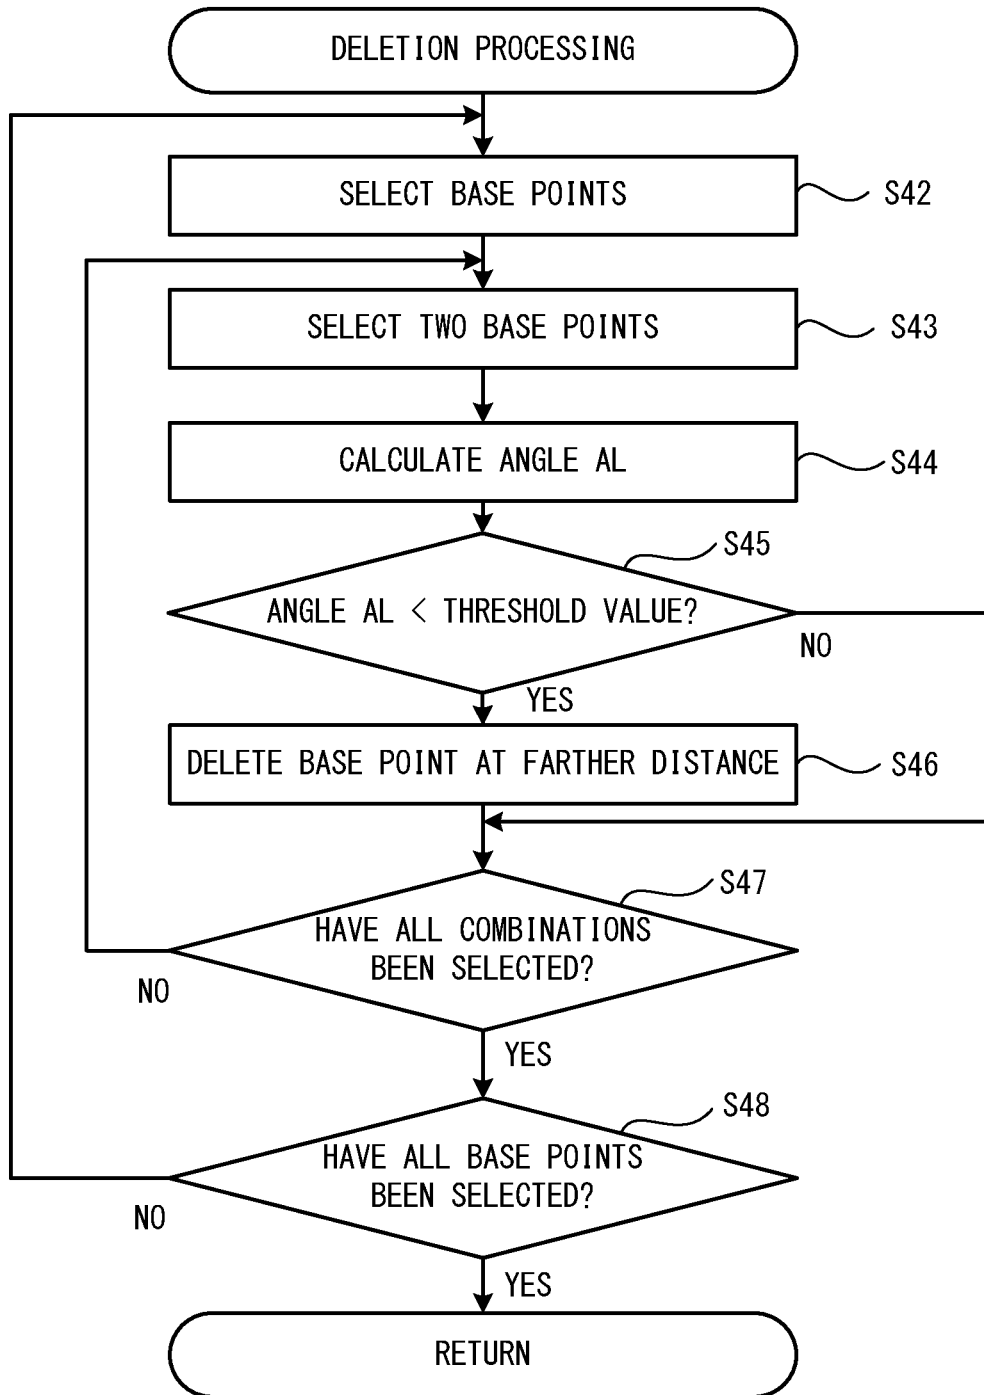 DELETION PROCESSING
SELECT BASE POINTS
S42
SELECT TWO BASE POINTS
S43
CALCULATE ANGLE AL
S44
S45
ANGLE AL < THRESHOLD VALUE?
NO
YES
DELETE BASE POINT AT FARTHER DISTANCE
S46
S47
HAVE ALL COMBINATIONS
BEEN SELECTED?
NO
YES
S48
HAVE ALL BASE POINTS
BEEN SELECTED?
NO
YES
RETURN